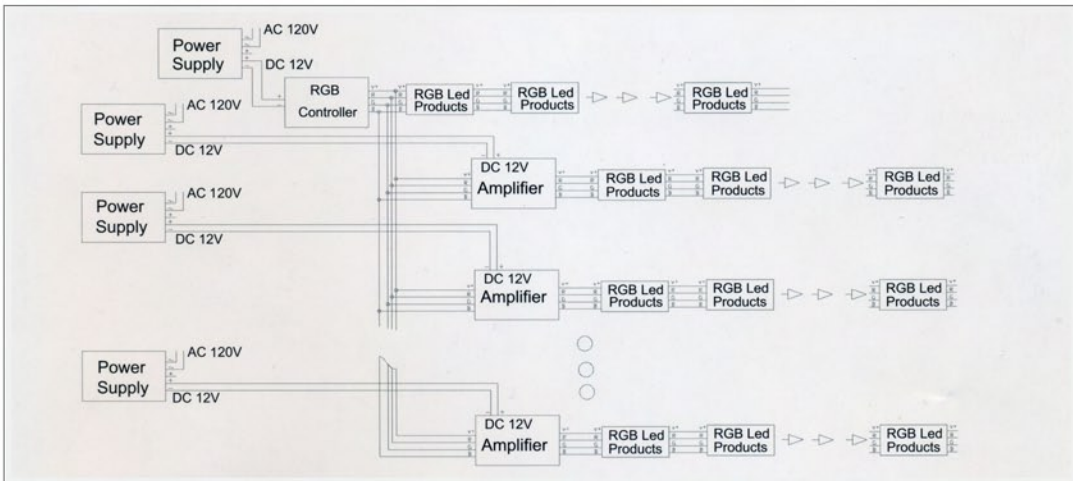 AC 120V
Power
Supply
DC 12V
RGB
Controller
RGB Led
Products
RGB Led
Products
RGB Led
Products
AC 120V
Power
Supply
DC 12V
DC 12V
Amplifier
RGB Led
Products
RGB Led
Products
RGB Led
Products
AC 120V
Power
Supply
DC 12V
DC 12V
Amplifier
RGB Led
Products
RGB Led
Products
RGB Led
Products
AC 120V
Power
Supply
DC 12V
DC 12V
Amplifier
RGB Led
Products
RGB Led
Products
RGB Led
Products